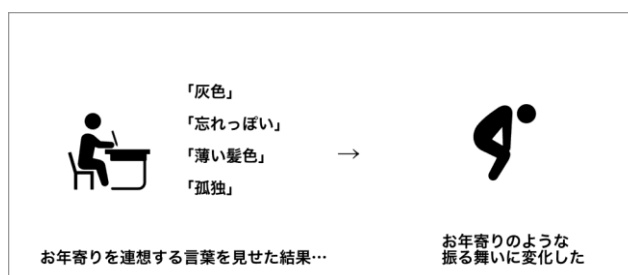 「灰色」
「忘れっぽい」
「薄い髪色」
→
「孤独」
お年寄りを連想する言葉を見せた結果…
お年寄りのような
振る舞いに変化した